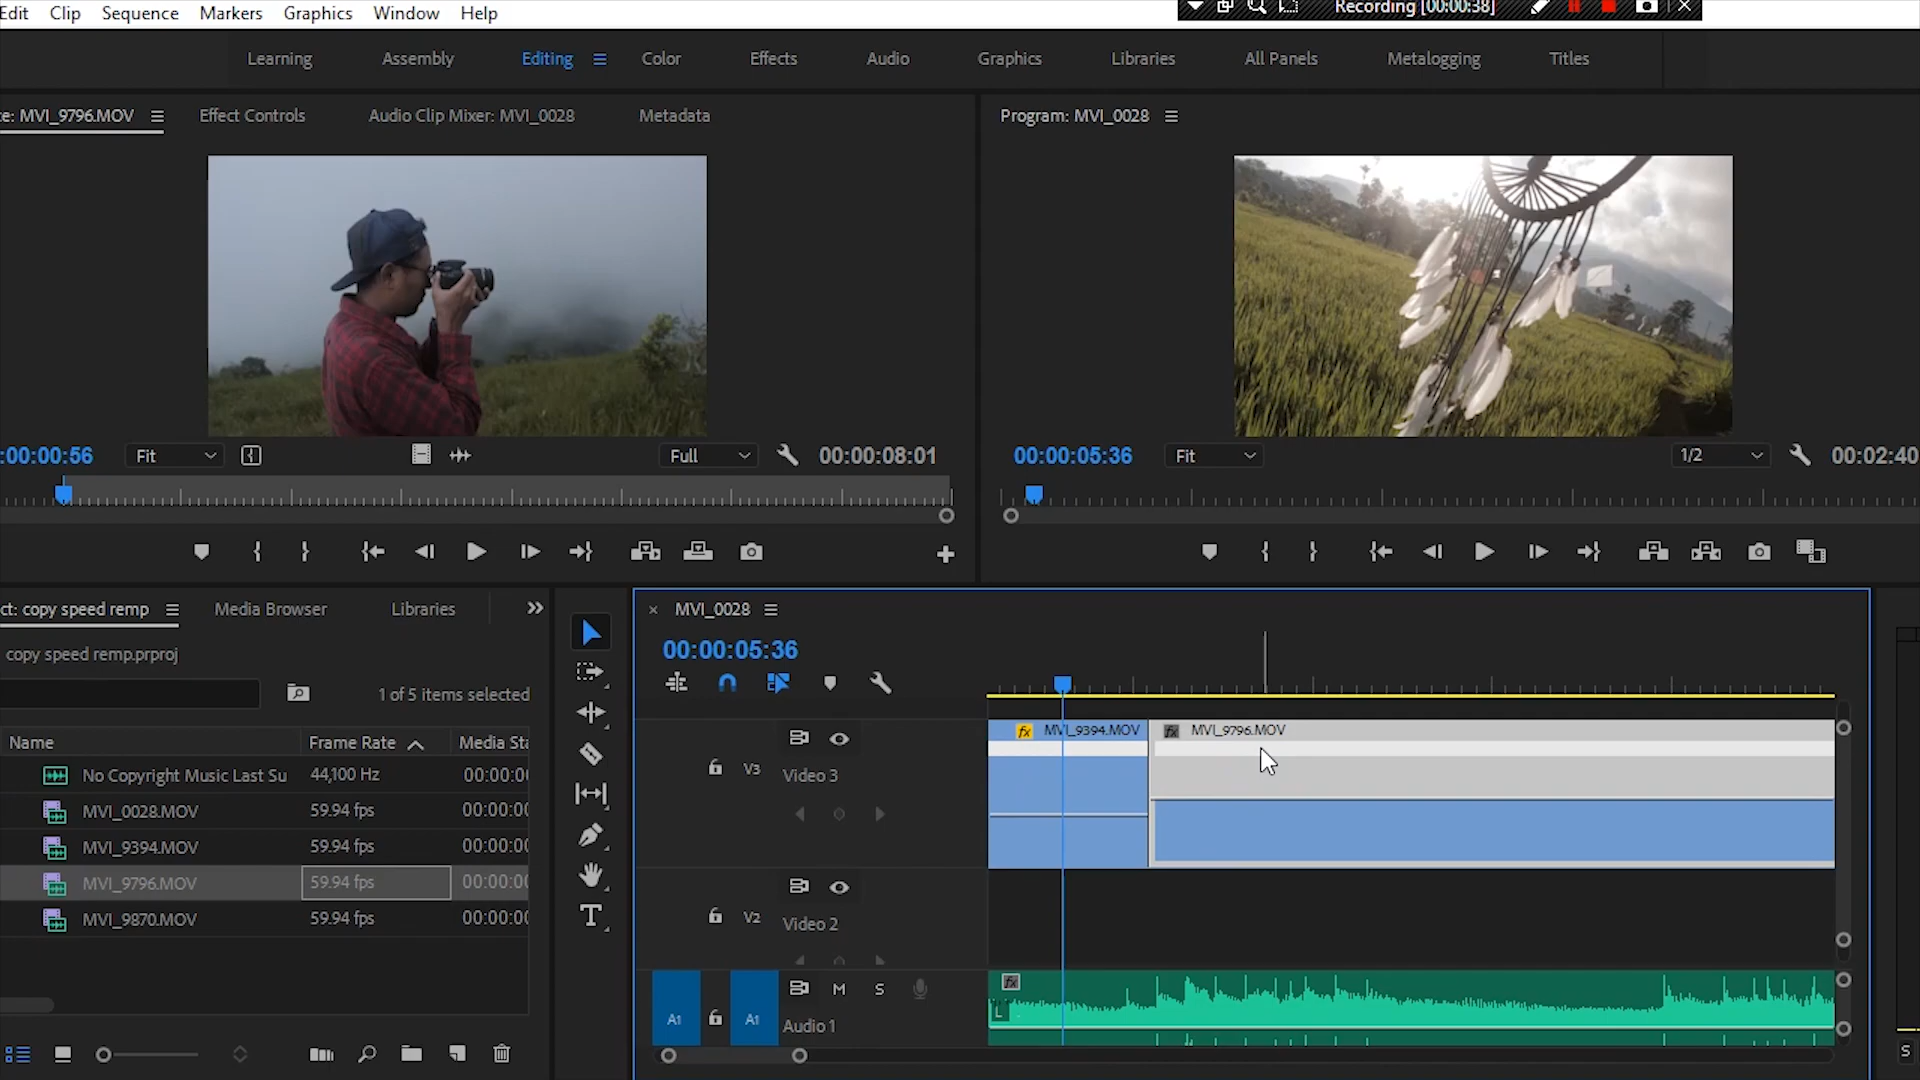 Edit Clip Sequence Markers Graphics Window Help
Recording [00:00:38]
Learning Assembly Editing Color Effects Audio Graphics Libraries All Panels Metalogging Titles
ce: MVI_9796.MOV Effect Controls Audio Clip Mixer: MVI_0028 Metadata
Program: MVI_0028
:00:00:56 Fit Full 00:00:08:01
00:00:05:36 Fit 1/2 00:02:40
ct: copy speed remp Media Browser Libraries
MVI_0028
copy speed remp.prproj
00:00:05:36
1 of 5 items selected
Name Frame Rate Media Sta
No Copyright Music Last Su 44,100 Hz 00:00:0
MVI_0028.MOV 59.94 fps 00:00:00
MVI_9394.MOV 59.94 fps 00:00:00
MVI_9796.MOV 59.94 fps 00:00:00
MVI_9870.MOV 59.94 fps 00:00:00
fx MVI_9394.MOV fx MVI_9796.MOV
V3 Video 3
V2 Video 2
A1 A1 M S
Audio 1
fx
L
T
S